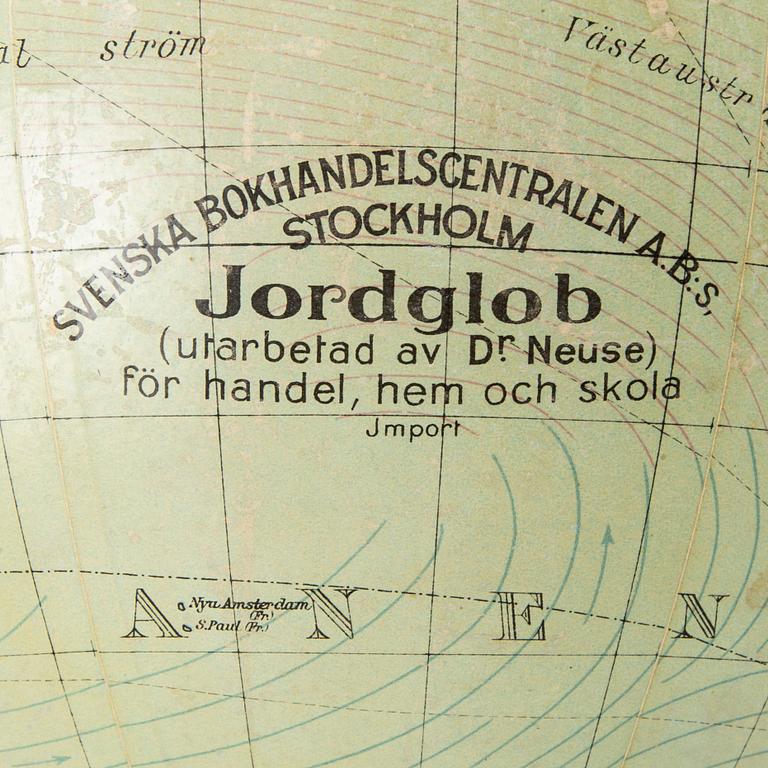 ström
Västaustr
SVENSKA BOKHANDELSCENTRALEN A.B:S,
STOCKHOLM
Jordglob
(utarbetad av Dr Neuse)
för handel, hem och skola
Jmport
Nyu Amsterdam
(Fr.)
S.Paul (Fr.)
A N E N